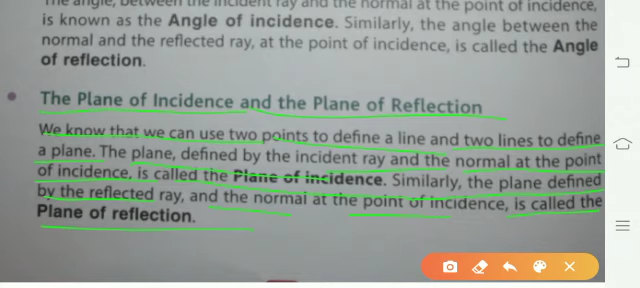 The angle, between the incident ray and the normal at the point of incidence,
is known as the Angle of incidence. Similarly, the angle between the
normal and the reflected ray, at the point of incidence, is called the Angle
of reflection.
• The Plane of Incidence and the Plane of Reflection
We know that we can use two points to define a line and two lines to define
a plane. The plane, defined by the incident ray and the normal at the point
of incidence, is called the Plane of incidence. Similarly, the plane defined
by the reflected ray, and the normal at the point of incidence, is called the
Plane of reflection.